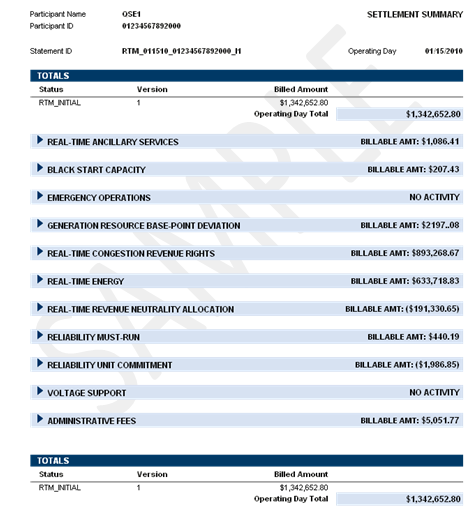 Participant Name QSE1 SETTLEMENT SUMMARY
Participant ID 01234567892000
Statement ID RTM_011510_01234567892000_I1 Operating Day 01/15/2010
TOTALS
Status Version Billed Amount
RTM_INITIAL 1 $1,342,652.80
Operating Day Total $1,342,652.80
REAL-TIME ANCILLARY SERVICES BILLABLE AMT: $1,086.41
BLACK START CAPACITY BILLABLE AMT: $207.43
EMERGENCY OPERATIONS NO ACTIVITY
GENERATION RESOURCE BASE-POINT DEVIATION BILLABLE AMT: $2197..08
REAL-TIME CONGESTION REVENUE RIGHTS BILLABLE AMT: $893,268.67
REAL-TIME ENERGY BILLABLE AMT: $633,718.83
REAL-TIME REVENUE NEUTRALITY ALLOCATION BILLABLE AMT: ($191,330.65)
RELIABILITY MUST-RUN BILLABLE AMT: $440.19
RELIABILITY UNIT COMMITMENT BILLABLE AMT: ($1,986.85)
VOLTAGE SUPPORT NO ACTIVITY
ADMINISTRATIVE FEES BILLABLE AMT: $5,051.77
TOTALS
Status Version Billed Amount
RTM_INITIAL 1 $1,342,652.80
Operating Day Total $1,342,652.80
SAMPLE